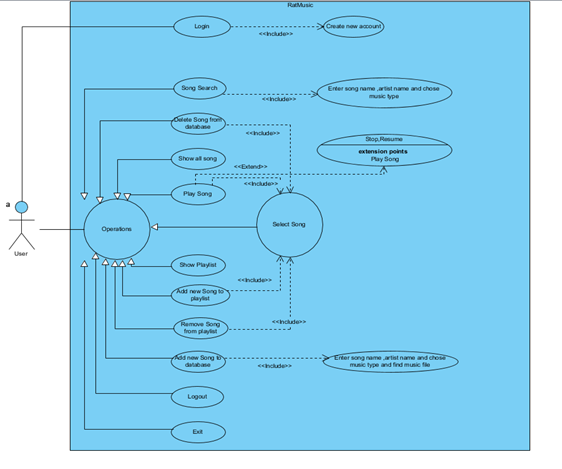 RatMusic
Login
<<Include>>
Create new account
Song Search
<<Include>>
Enter song name ,artist name and chose
music type
Delete Song from
database
<<Include>>
Stop,Resume
extension points
Play Song
Show all song
<<Extend>>
<<Include>>
Play Song
a
User
Operations
Select Song
Show Playlist
<<Include>>
Add new Song to
playlist
Remove Song
from playlist
<<Include>>
Add new Song to
database
<<Include>>
Enter song name ,artist name and chose
music type and find music file
Logout
Exit